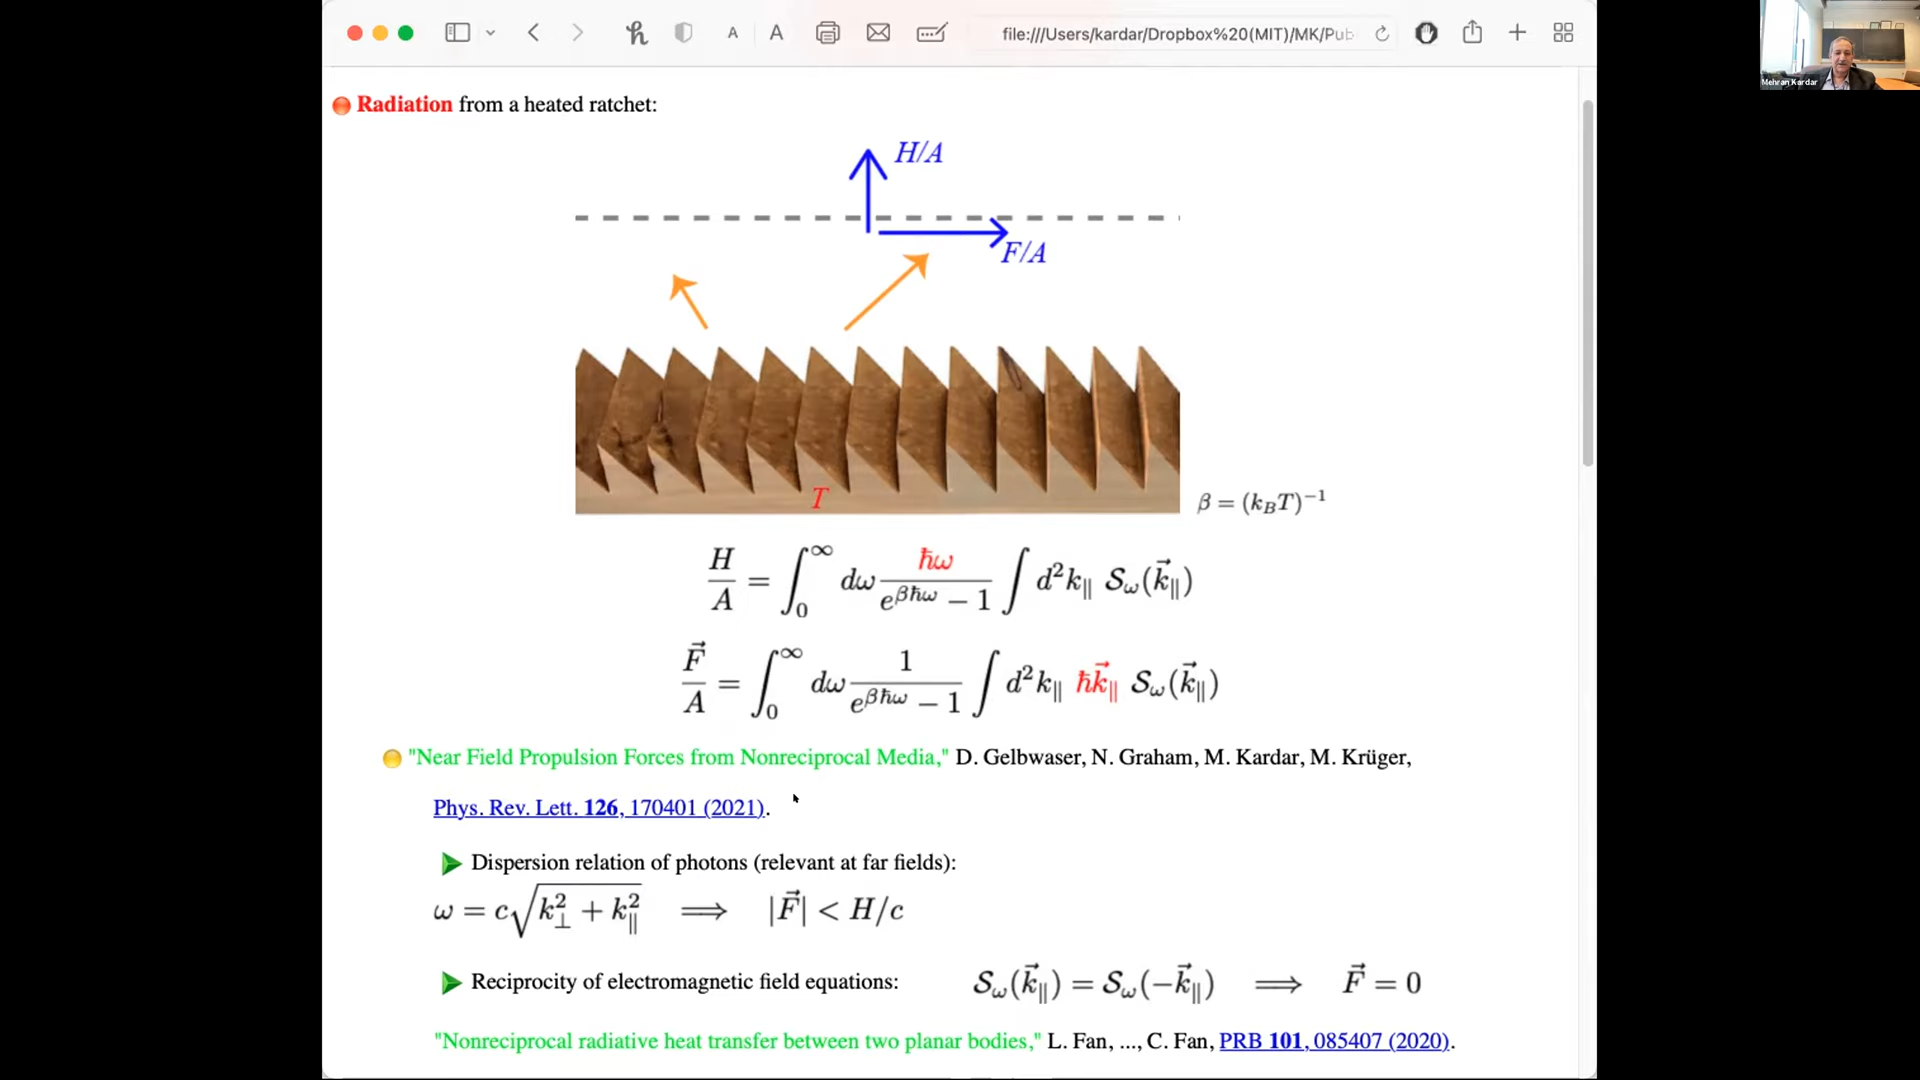 A A file:///Users/kardar/Dropbox%20(MIT)/MK/Pub
Mehran Kardar
Radiation from a heated ratchet:
H/A
F/A
T
β = (k_BT)^{−1}
H/A = ∫_0^∞ dω ħω/(e^{βħω} − 1) ∫ d²k_∥ 𝒮_ω(k⃗_∥)
F⃗/A = ∫_0^∞ dω 1/(e^{βħω} − 1) ∫ d²k_∥ ħk⃗_∥ 𝒮_ω(k⃗_∥)
"Near Field Propulsion Forces from Nonreciprocal Media," D. Gelbwaser, N. Graham, M. Kardar, M. Krüger,
Phys. Rev. Lett. 126, 170401 (2021).
Dispersion relation of photons (relevant at far fields):
ω = c√(k_⊥² + k_∥²) ⟹ |F⃗| < H/c
Reciprocity of electromagnetic field equations: 𝒮_ω(k⃗_∥) = 𝒮_ω(−k⃗_∥) ⟹ F⃗ = 0
"Nonreciprocal radiative heat transfer between two planar bodies," L. Fan, ..., C. Fan, PRB 101, 085407 (2020).